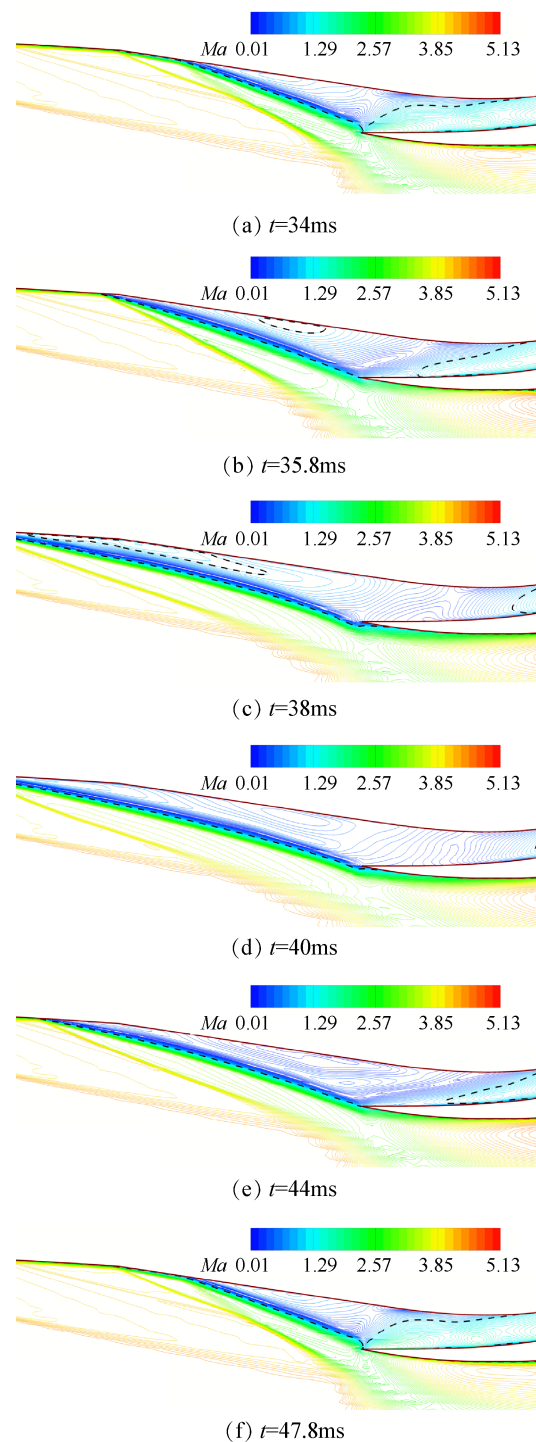 Ma 0.01 1.29 2.57 3.85 5.13
(a) t=34ms
Ma 0.01 1.29 2.57 3.85 5.13
(b) t=35.8ms
Ma 0.01 1.29 2.57 3.85 5.13
(c) t=38ms
Ma 0.01 1.29 2.57 3.85 5.13
(d) t=40ms
Ma 0.01 1.29 2.57 3.85 5.13
(e) t=44ms
Ma 0.01 1.29 2.57 3.85 5.13
(f) t=47.8ms